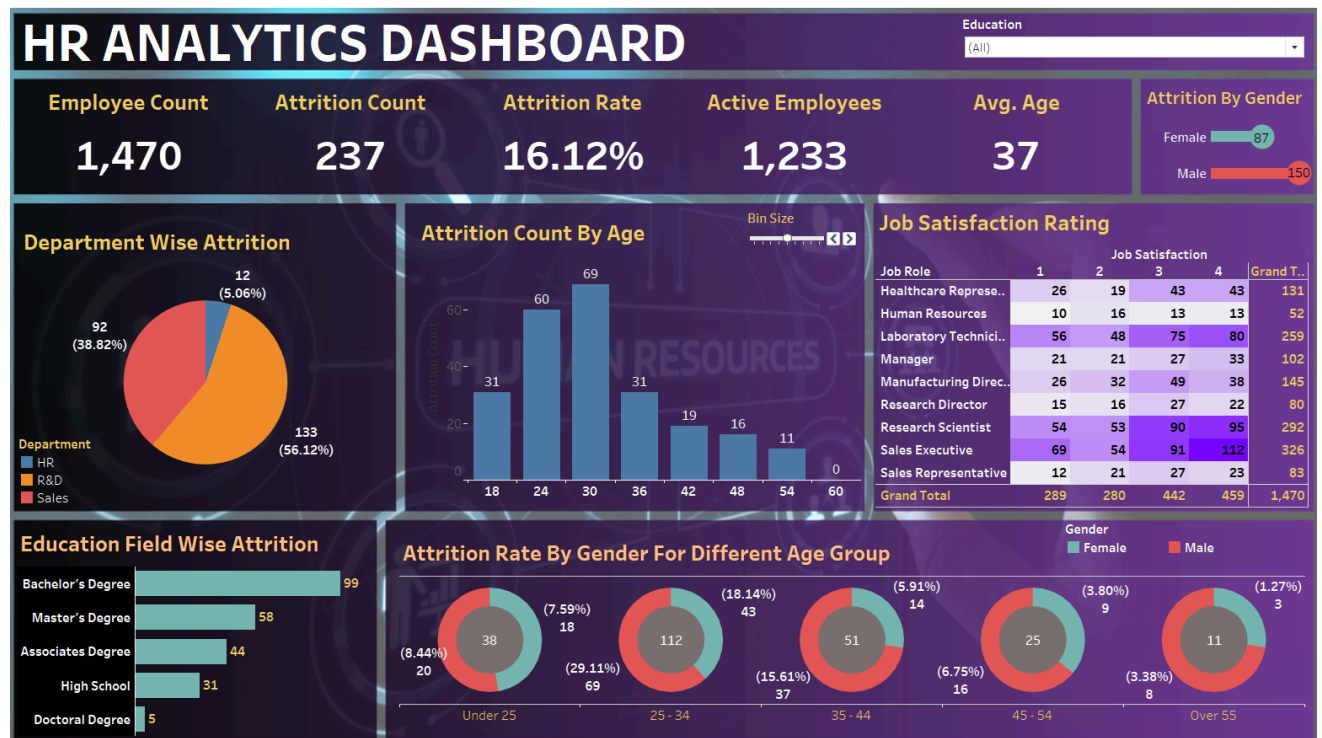 HR ANALYTICS DASHBOARD
Education
(All)
Employee Count
1,470
Attrition Count
237
Attrition Rate
16.12%
Active Employees
1,233
Avg. Age
37
Attrition By Gender
Female 87
Male 150
Department Wise Attrition
12
(5.06%)
92
(38.82%)
133
(56.12%)
Department
HR
R&D
Sales
Attrition Count By Age
Bin Size
Attrition Count
60
40
20
0
31 60 69 31 19 16 11 0
18 24 30 36 42 48 54 60
HUMAN RESOURCES
Job Satisfaction Rating
Job Satisfaction
Job Role 1 2 3 4 Grand T..
Healthcare Represe.. 26 19 43 43 131
Human Resources 10 16 13 13 52
Laboratory Technici.. 56 48 75 80 259
Manager 21 21 27 33 102
Manufacturing Direc.. 26 32 49 38 145
Research Director 15 16 27 22 80
Research Scientist 54 53 90 95 292
Sales Executive 69 54 91 112 326
Sales Representative 12 21 27 23 83
Grand Total 289 280 442 459 1,470
Education Field Wise Attrition
Bachelor's Degree 99
Master's Degree 58
Associates Degree 44
High School 31
Doctoral Degree 5
Attrition Rate By Gender For Different Age Group
Gender
Female
Male
(7.59%)
18
38
(8.44%)
20
Under 25
(18.14%)
43
112
(29.11%)
69
25 - 34
(5.91%)
14
51
(15.61%)
37
35 - 44
(3.80%)
9
25
(6.75%)
16
45 - 54
(1.27%)
3
11
(3.38%)
8
Over 55